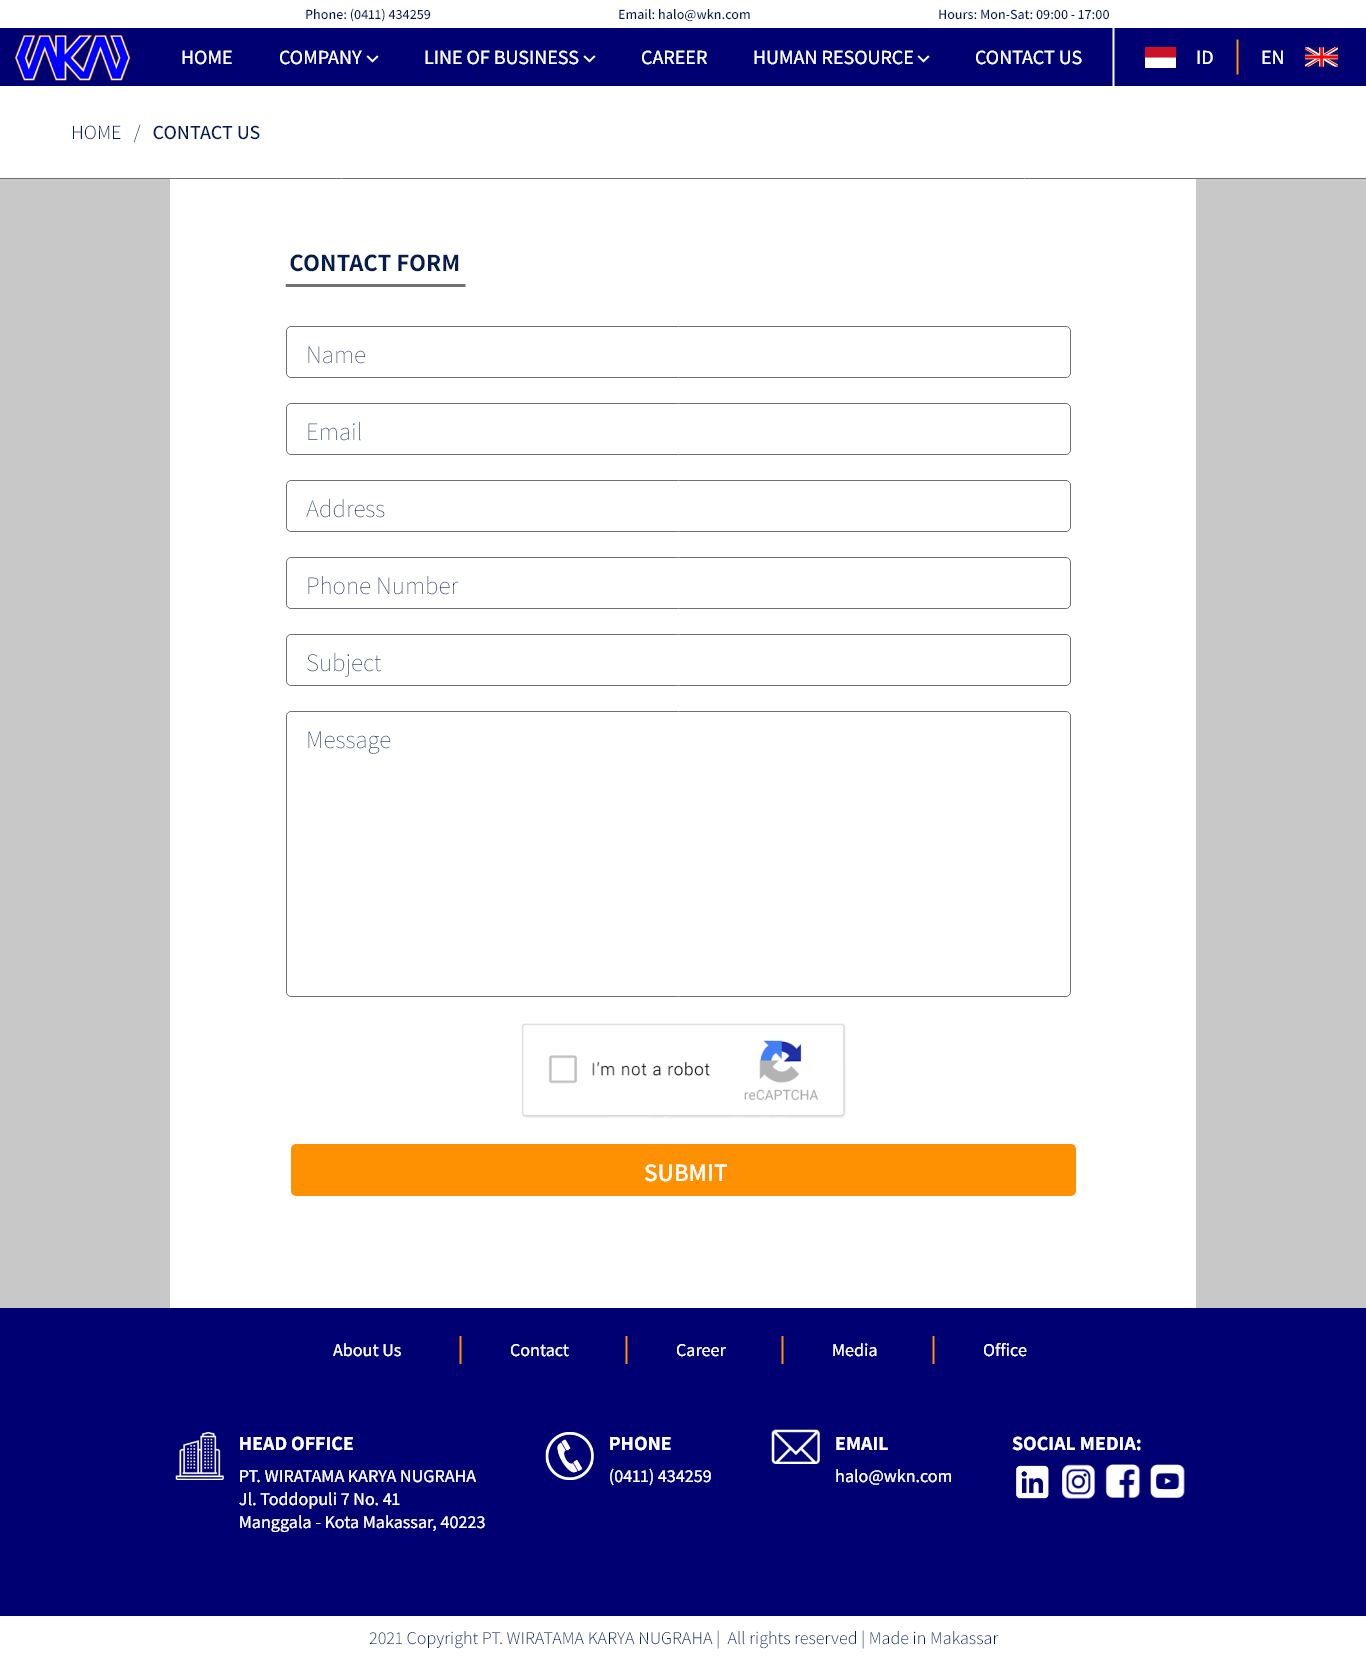 Phone: (0411) 434259 Email: halo@wkn.com Hours: Mon-Sat: 09:00 - 17:00
WKN HOME COMPANY LINE OF BUSINESS CAREER HUMAN RESOURCE CONTACT US ID EN
HOME / CONTACT US
CONTACT FORM
Name
Email
Address
Phone Number
Subject
Message
I'm not a robot
reCAPTCHA
SUBMIT
About Us Contact Career Media Office
HEAD OFFICE
PT. WIRATAMA KARYA NUGRAHA
Jl. Toddopuli 7 No. 41
Manggala - Kota Makassar, 40223
PHONE
(0411) 434259
EMAIL
halo@wkn.com
SOCIAL MEDIA:
in
2021 Copyright PT. WIRATAMA KARYA NUGRAHA | All rights reserved | Made in Makassar